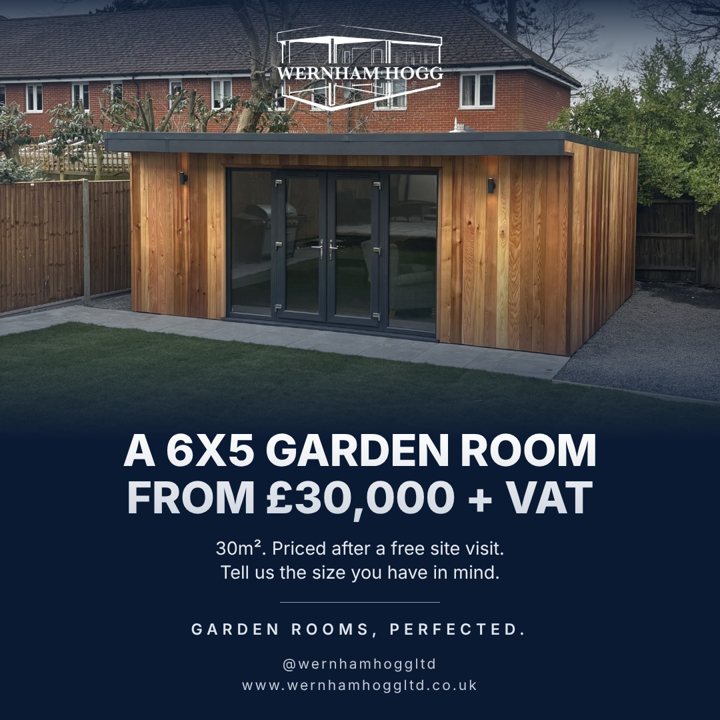 WERNHAM HOGG
A 6X5 GARDEN ROOM
FROM £30,000 + VAT
30m². Priced after a free site visit.
Tell us the size you have in mind.
GARDEN ROOMS, PERFECTED.
@wernhamhoggltd
www.wernhamhoggltd.co.uk